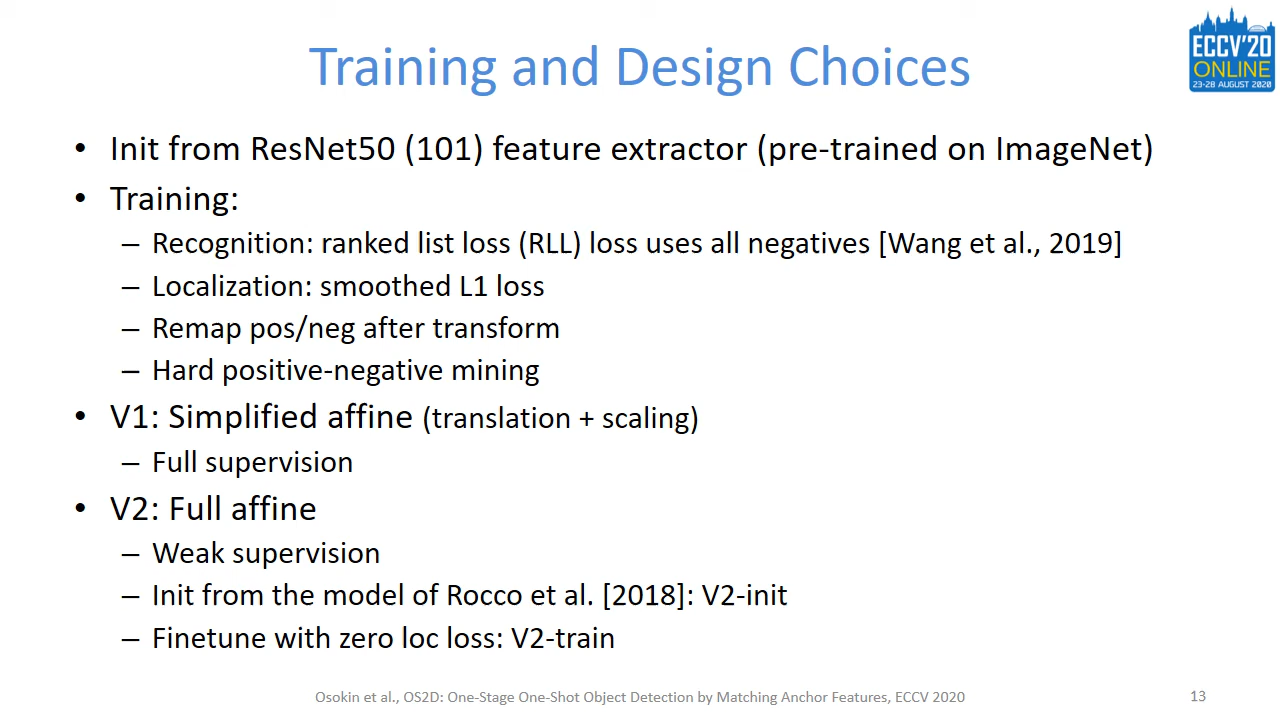 ECCV'20
ONLINE
23-28 AUGUST 2020
Training and Design Choices
• Init from ResNet50 (101) feature extractor (pre-trained on ImageNet)
• Training:
– Recognition: ranked list loss (RLL) loss uses all negatives [Wang et al., 2019]
– Localization: smoothed L1 loss
– Remap pos/neg after transform
– Hard positive-negative mining
• V1: Simplified affine (translation + scaling)
– Full supervision
• V2: Full affine
– Weak supervision
– Init from the model of Rocco et al. [2018]: V2-init
– Finetune with zero loc loss: V2-train
Osokin et al., OS2D: One-Stage One-Shot Object Detection by Matching Anchor Features, ECCV 2020
13